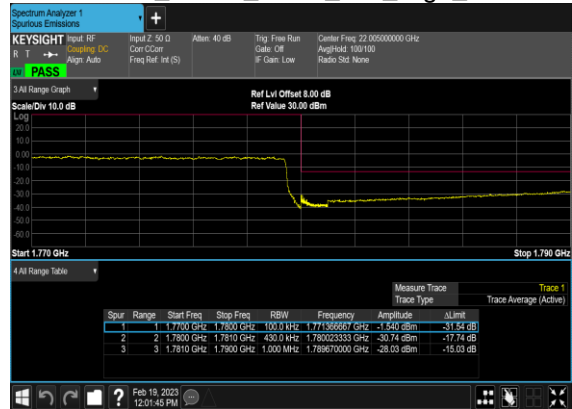 Spectrum Analyzer 1
Spurious Emissions
+
KEYSIGHT Input: RF Input Z: 50 Ω Atten: 40 dB Trig: Free Run Center Freq: 22.005000000 GHz
R T Coupling: DC Corr CCorr Gate: Off Avg|Hold: 100/100
Align: Auto Freq Ref: Int (S) IF Gain: Low Radio Std: None
PASS
3 All Range Graph
Ref Lvl Offset 8.00 dB
Scale/Div 10.0 dB Ref Value 30.00 dBm
Log
20.0
10.0
0.00
-10.0
-20.0
-30.0
-40.0
-50.0
-60.0
Start 1.770 GHz Stop 1.790 GHz
4 All Range Table
Measure Trace Trace 1
Trace Type Trace Average (Active)
Spur Range Start Freq Stop Freq RBW Frequency Amplitude ΔLimit
1 1 1.7700 GHz 1.7800 GHz 100.0 kHz 1.771366667 GHz -1.540 dBm -31.54 dB
2 2 1.7800 GHz 1.7810 GHz 430.0 kHz 1.780023333 GHz -30.74 dBm -17.74 dB
3 3 1.7810 GHz 1.7900 GHz 1.000 MHz 1.789670000 GHz -28.03 dBm -15.03 dB
? Feb 19, 2023
12:01:45 PM